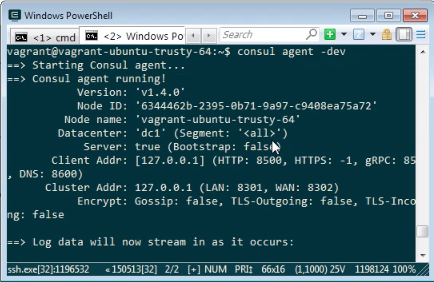 Windows PowerShell
<1> cmd
<2> Windows Po
Search
vagrant@vagrant-ubuntu-trusty-64:~$ consul agent -dev
==> Starting Consul agent...
==> Consul agent running!
Version: 'v1.4.0'
Node ID: '6344462b-2395-0b71-9a97-c9408ea75a72'
Node name: 'vagrant-ubuntu-trusty-64'
Datacenter: 'dc1' (Segment: '<all>')
Server: true (Bootstrap: false)
Client Addr: [127.0.0.1] (HTTP: 8500, HTTPS: -1, gRPC: 85
, DNS: 8600)
Cluster Addr: 127.0.0.1 (LAN: 8301, WAN: 8302)
Encrypt: Gossip: false, TLS-Outgoing: false, TLS-Inco
ng: false
==> Log data will now stream in as it occurs:
ssh.exe[32]:1196532 «150513[32] 2/2 [+] NUM PRI↕ 66x16 (1,1000) 25V 1198124 100%